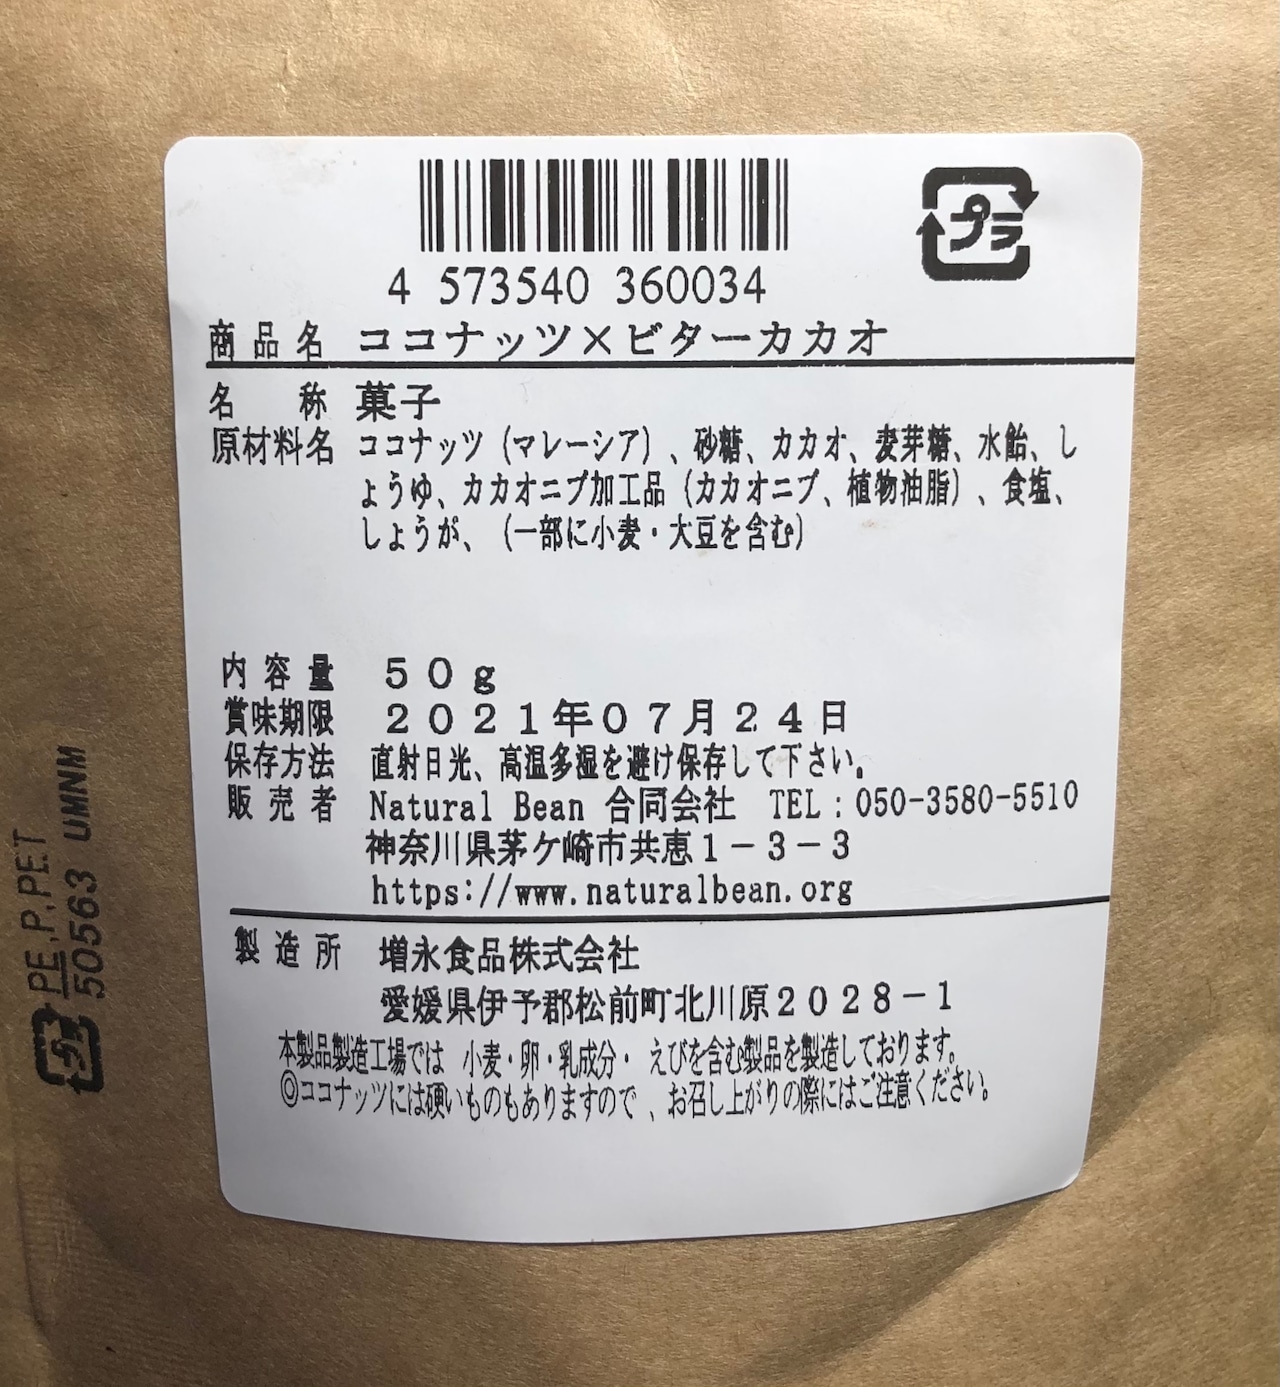 4 573540 360034
プラ
商品名 ココナッツ×ビターカカオ
名 称 菓子
原材料名 ココナッツ（マレーシア）、砂糖、カカオ、麦芽糖、水飴、し
ょうゆ、カカオニブ加工品（カカオニブ、植物油脂）、食塩、
しょうが、（一部に小麦・大豆を含む）
内容量 50g
賞味期限 2021年07月24日
保存方法 直射日光、高温多湿を避け保存して下さい。
販売者 Natural Bean 合同会社 TEL：050-3580-5510
神奈川県茅ケ崎市共恵1－3－3
https://www.naturalbean.org
製造所 増永食品株式会社
愛媛県伊予郡松前町北川原2028－1
本製品製造工場では 小麦・卵・乳成分・ えびを含む製品を製造しております。
◎ココナッツには硬いものもありますので、お召し上がりの際にはご注意ください。
プラ PE,P,PET
50563 UMNM